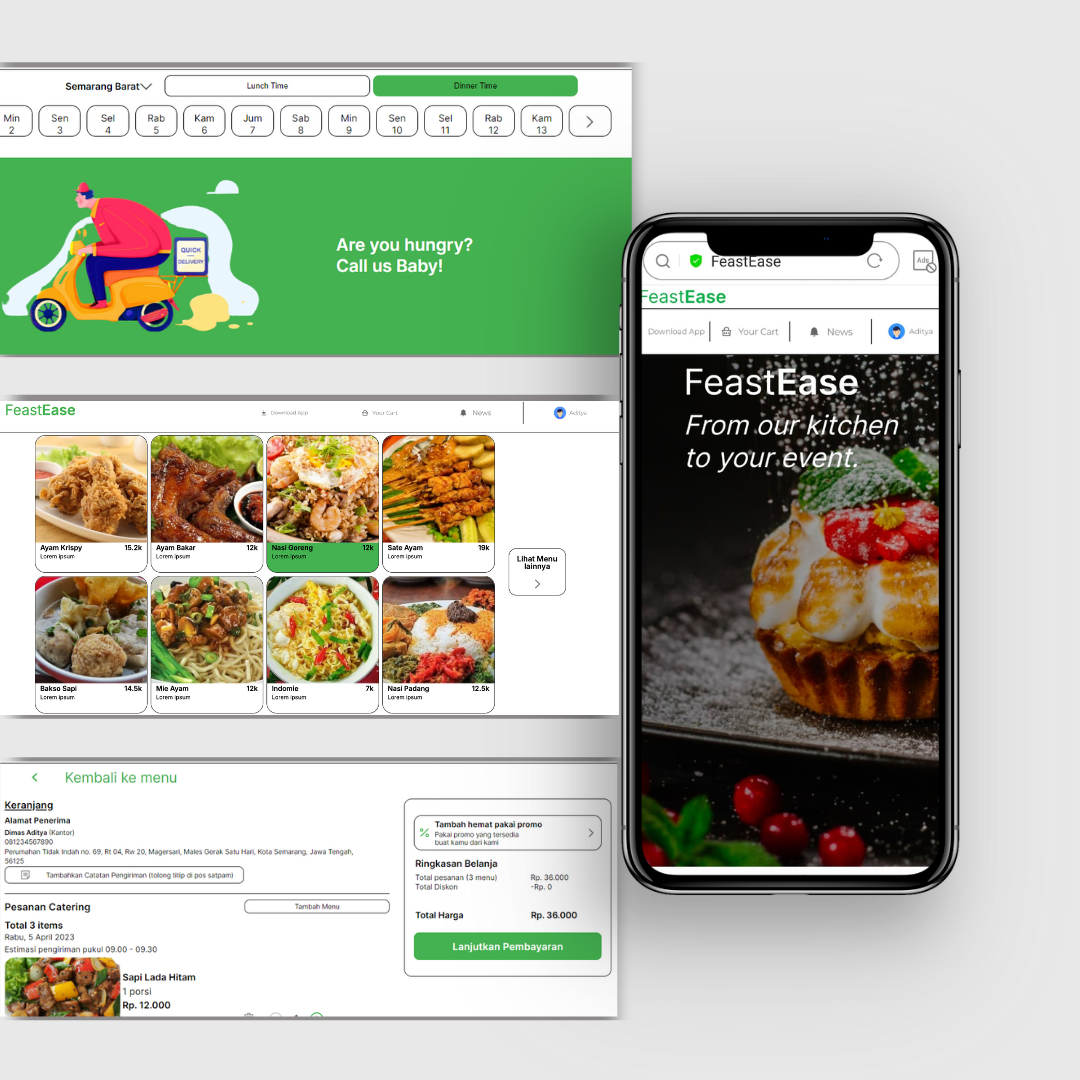 Semarang Barat
Lunch Time
Dinner Time
Min
2
Sen
3
Sel
4
Rab
5
Kam
6
Jum
7
Sab
8
Min
9
Sen
10
Sel
11
Rab
12
Kam
13
QUICK
DELIVERY
Are you hungry?
Call us Baby!
FeastEase
Download App
Your Cart
News
Aditya
Ayam Krispy 15.2k
Lorem ipsum
Ayam Bakar 12k
Lorem ipsum
Nasi Goreng 12k
Lorem ipsum
Sate Ayam 19k
Lorem ipsum
Bakso Sapi 14.5k
Lorem ipsum
Mie Ayam 12k
Lorem ipsum
Indomie 7k
Lorem ipsum
Nasi Padang 12.5k
Lorem ipsum
Lihat Menu
lainnya
Kembali ke menu
Keranjang
Alamat Penerima
Dimas Aditya (Kantor)
081234567890
Perumahan Tidak Indah no. 69, Rt 04, Rw 20, Magersari, Males Gerak Satu Hari, Kota Semarang, Jawa Tengah,
56125
Tambahkan Catatan Pengiriman (tolong titip di pos satpam)
Pesanan Catering
Tambah Menu
Total 3 items
Rabu, 5 April 2023
Estimasi pengiriman pukul 09.00 - 09.30
Sapi Lada Hitam
1 porsi
Rp. 12.000
% Tambah hemat pakai promo
Pakai promo yang tersedia
buat kamu dari kami
Ringkasan Belanja
Total pesanan (3 menu) Rp. 36.000
Total Diskon -Rp. 0
Total Harga Rp. 36.000
Lanjutkan Pembayaran
FeastEase
Ads
FeastEase
Download App
Your Cart
News
Aditya
FeastEase
From our kitchen
to your event.